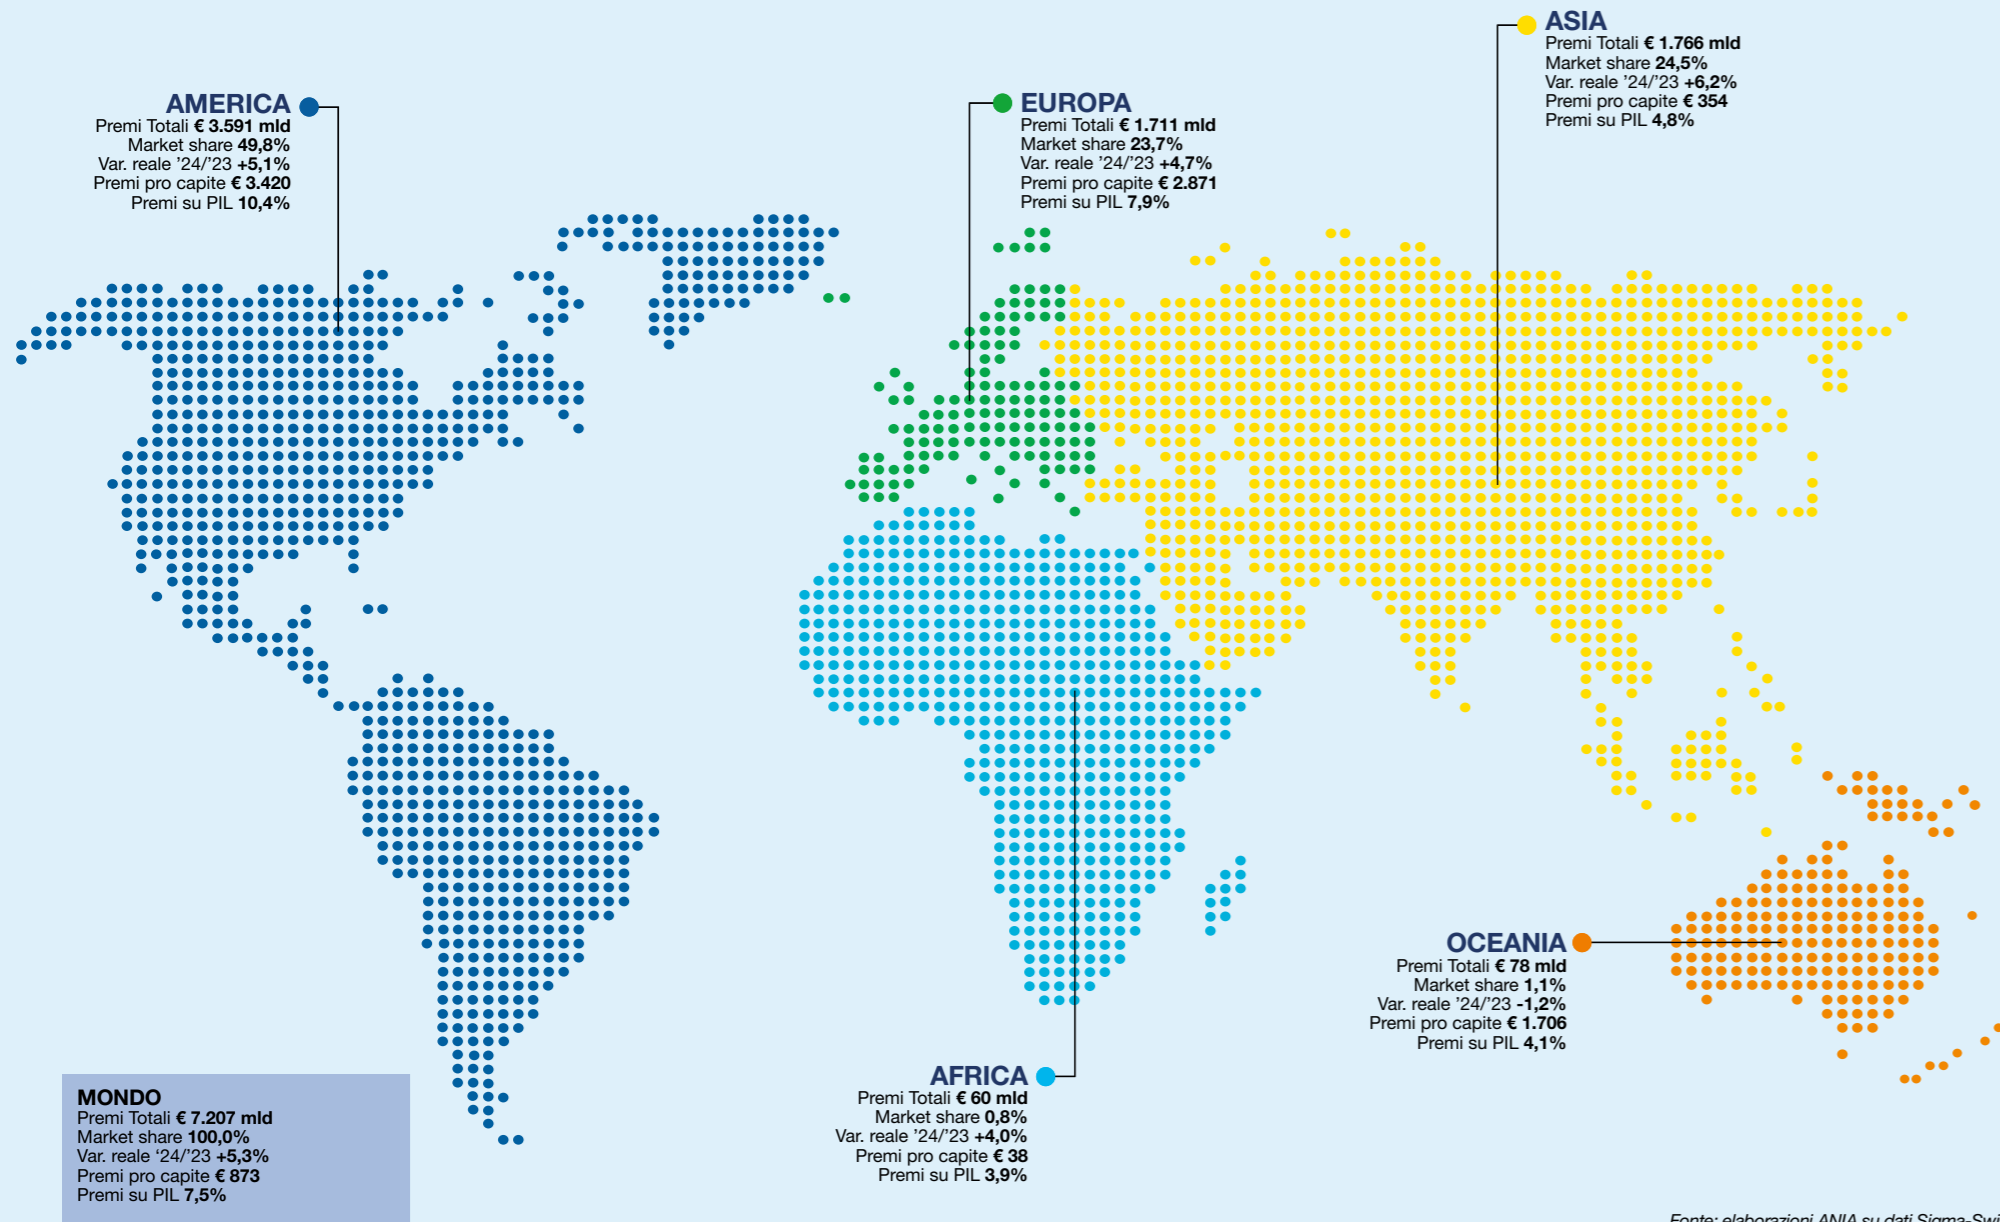 ASIA
Premi Totali € 1.766 mld
Market share 24,5%
Var. reale ’24/’23 +6,2%
Premi pro capite € 354
Premi su PIL 4,8%
AMERICA
Premi Totali € 3.591 mld
Market share 49,8%
Var. reale ’24/’23 +5,1%
Premi pro capite € 3.420
Premi su PIL 10,4%
EUROPA
Premi Totali € 1.711 mld
Market share 23,7%
Var. reale ’24/’23 +4,7%
Premi pro capite € 2.871
Premi su PIL 7,9%
OCEANIA
Premi Totali € 78 mld
Market share 1,1%
Var. reale ’24/’23 -1,2%
Premi pro capite € 1.706
Premi su PIL 4,1%
AFRICA
Premi Totali € 60 mld
Market share 0,8%
Var. reale ’24/’23 +4,0%
Premi pro capite € 38
Premi su PIL 3,9%
MONDO
Premi Totali € 7.207 mld
Market share 100,0%
Var. reale ‘24/’23 +5,3%
Premi pro capite € 873
Premi su PIL 7,5%
Fonte: elaborazioni ANIA su dati Sigma-Swi